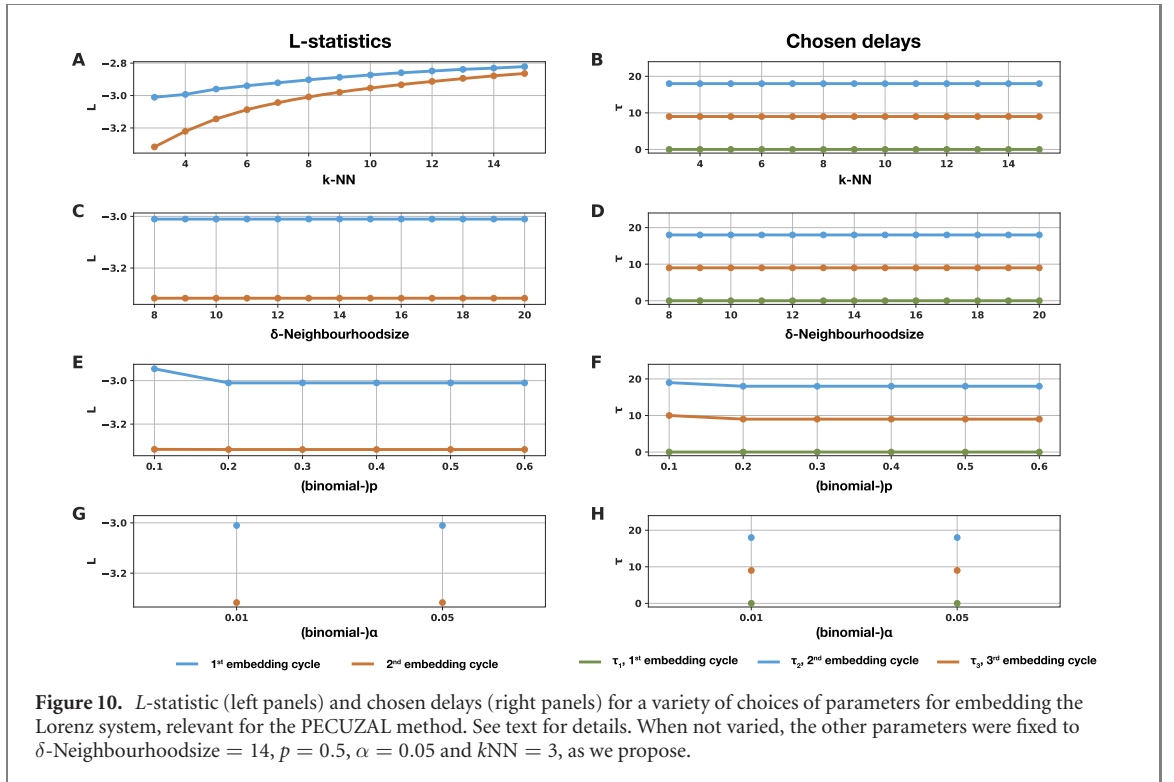 L-statistics
Chosen delays
A
−2.8
−3.0
−3.2
L
4 6 8 10 12 14
k-NN
B
20
10
0
τ
4 6 8 10 12 14
k-NN
C
−3.0
−3.2
L
8 10 12 14 16 18 20
δ-Neighbourhoodsize
D
20
10
0
τ
8 10 12 14 16 18 20
δ-Neighbourhoodsize
E
−3.0
−3.2
L
0.1 0.2 0.3 0.4 0.5 0.6
(binomial-)p
F
20
10
0
τ
0.1 0.2 0.3 0.4 0.5 0.6
(binomial-)p
G
−3.0
−3.2
L
0.01 0.05
(binomial-)α
H
20
10
0
τ
0.01 0.05
(binomial-)α
1st embedding cycle 2nd embedding cycle
τ1, 1st embedding cycle τ2, 2nd embedding cycle τ3, 3rd embedding cycle
Figure 10. L-statistic (left panels) and chosen delays (right panels) for a variety of choices of parameters for embedding the
Lorenz system, relevant for the PECUZAL method. See text for details. When not varied, the other parameters were fixed to
δ-Neighbourhoodsize = 14, p = 0.5, α = 0.05 and kNN = 3, as we propose.